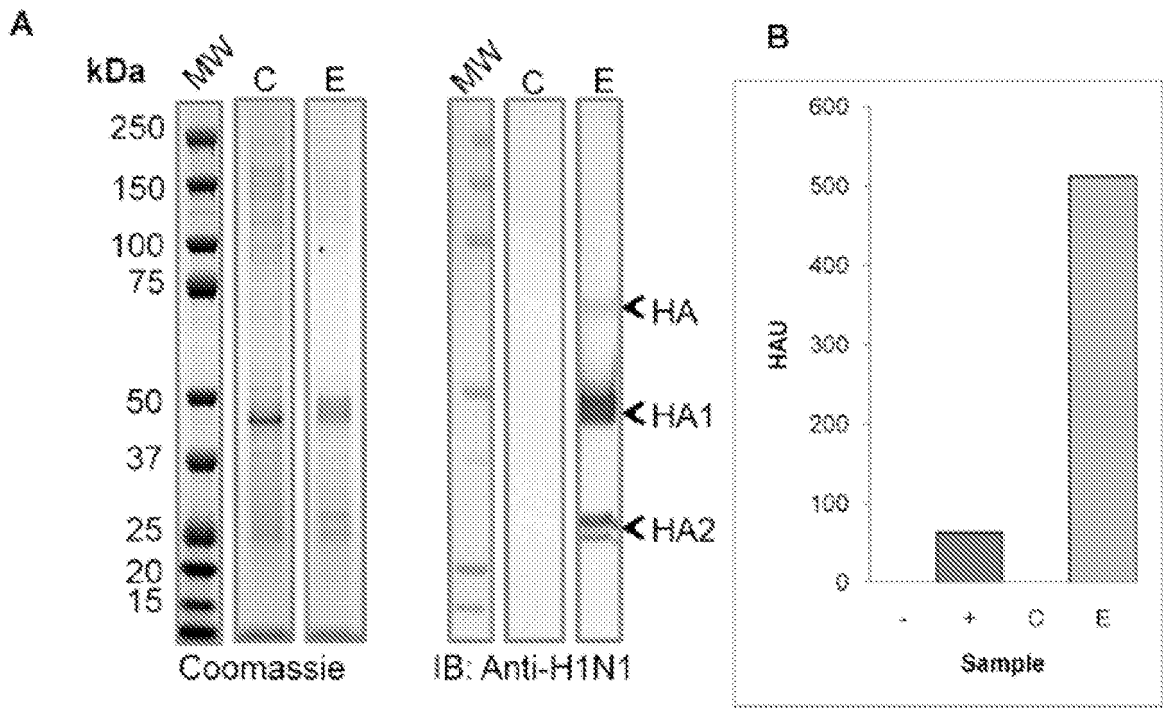 A
kDa
MW
C
E
250
150
100
75
50
37
25
20
15
Coomassie
MW
C
E
HA
HA1
HA2
IB: Anti-H1N1
B
600
500
400
300
200
100
0
HAU
- + C E
Sample